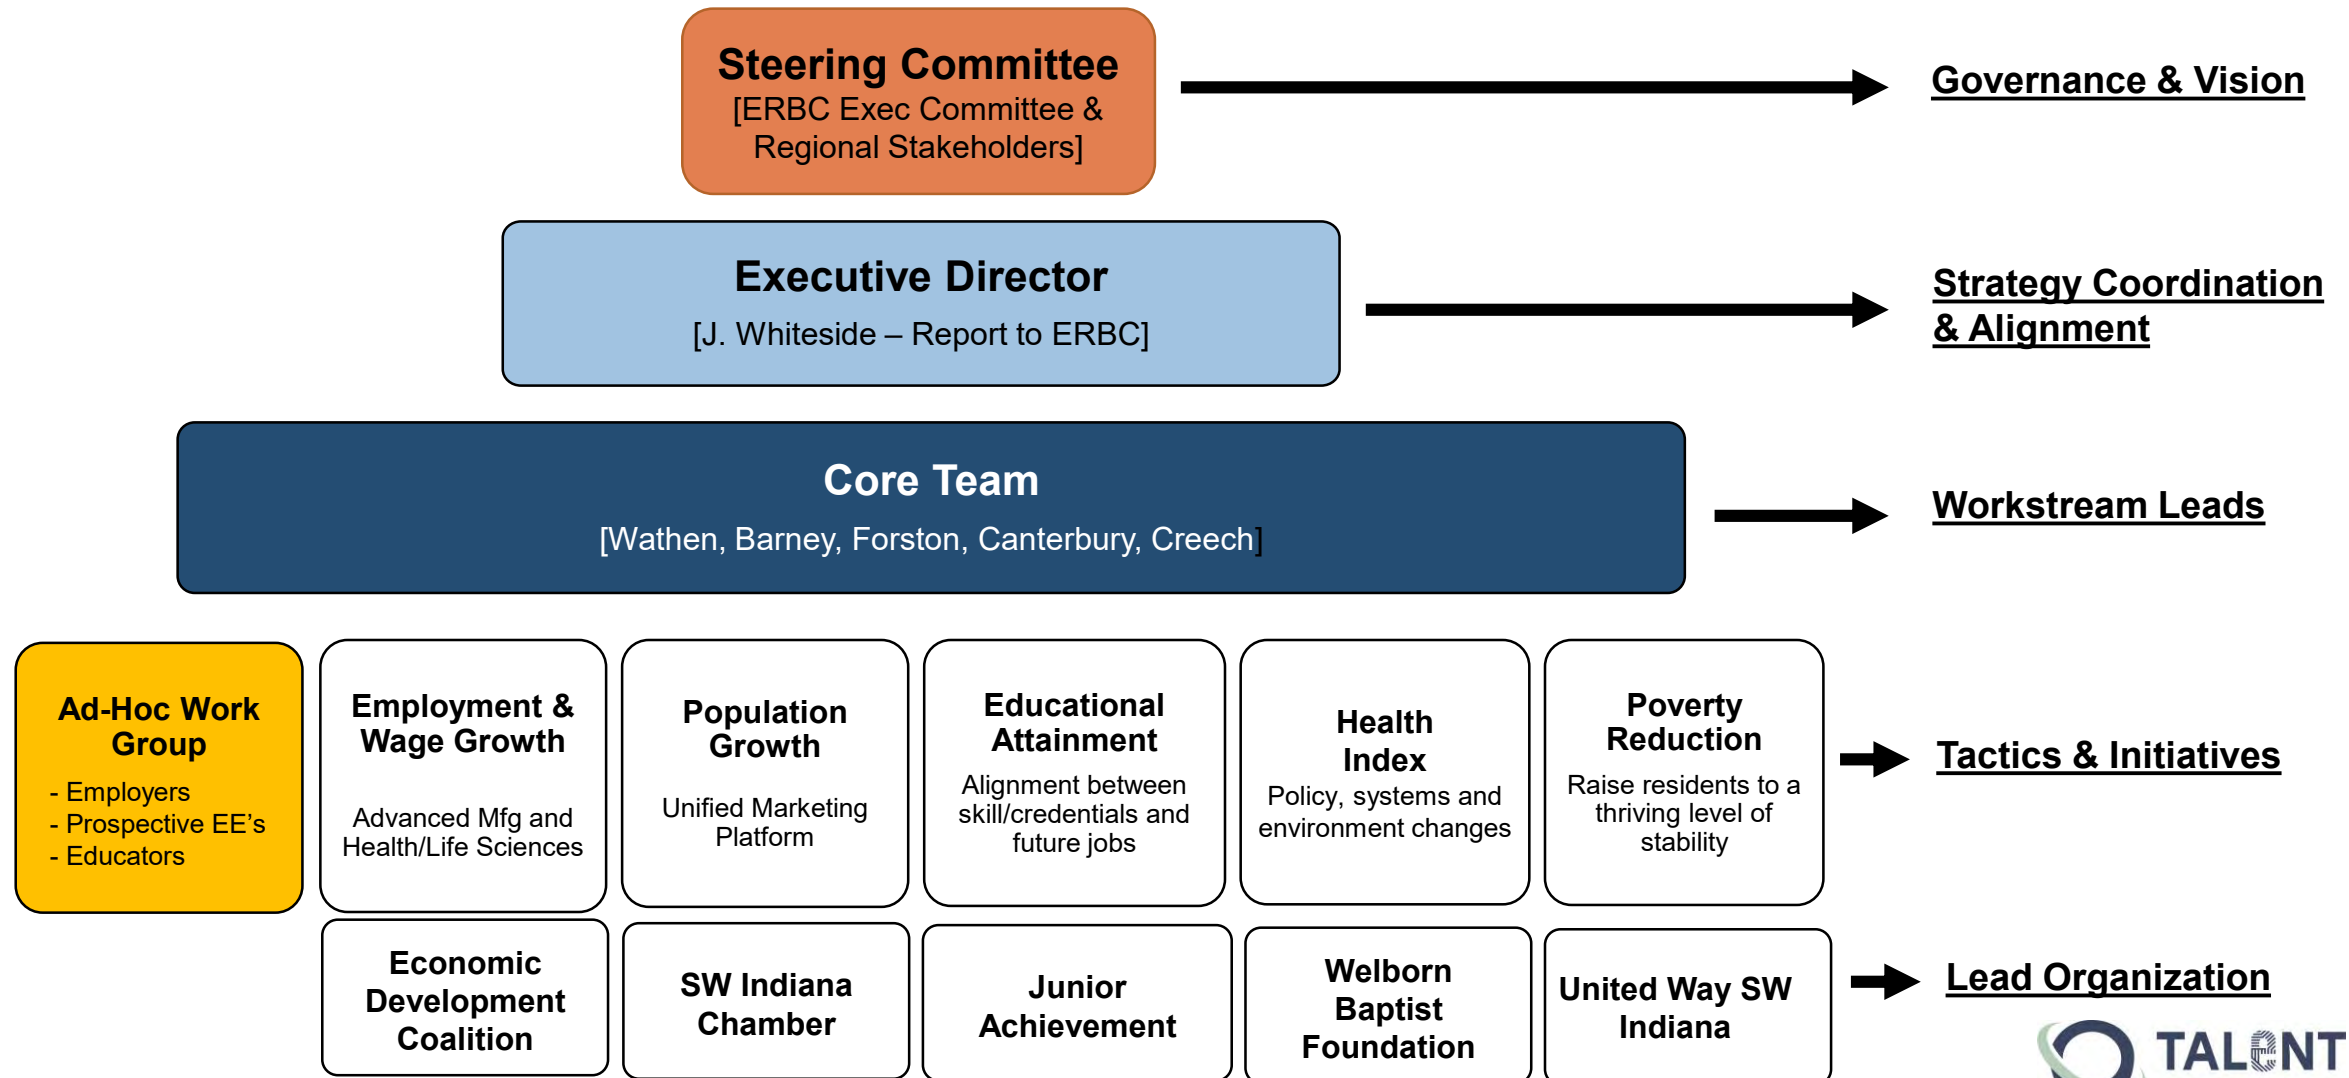 Steering Committee
[ERBC Exec Committee &
Regional Stakeholders]
Governance & Vision
Executive Director
[J. Whiteside – Report to ERBC]
Strategy Coordination
& Alignment
Core Team
[Wathen, Barney, Forston, Canterbury, Creech]
Workstream Leads
Ad-Hoc Work
Group
- Employers
- Prospective EE's
- Educators
Employment &
Wage Growth
Advanced Mfg and
Health/Life Sciences
Population
Growth
Unified Marketing
Platform
Educational
Attainment
Alignment between
skill/credentials and
future jobs
Health
Index
Policy, systems and
environment changes
Poverty
Reduction
Raise residents to a
thriving level of
stability
Tactics & Initiatives
Economic
Development
Coalition
SW Indiana
Chamber
Junior
Achievement
Welborn
Baptist
Foundation
United Way SW
Indiana
Lead Organization
TALENT